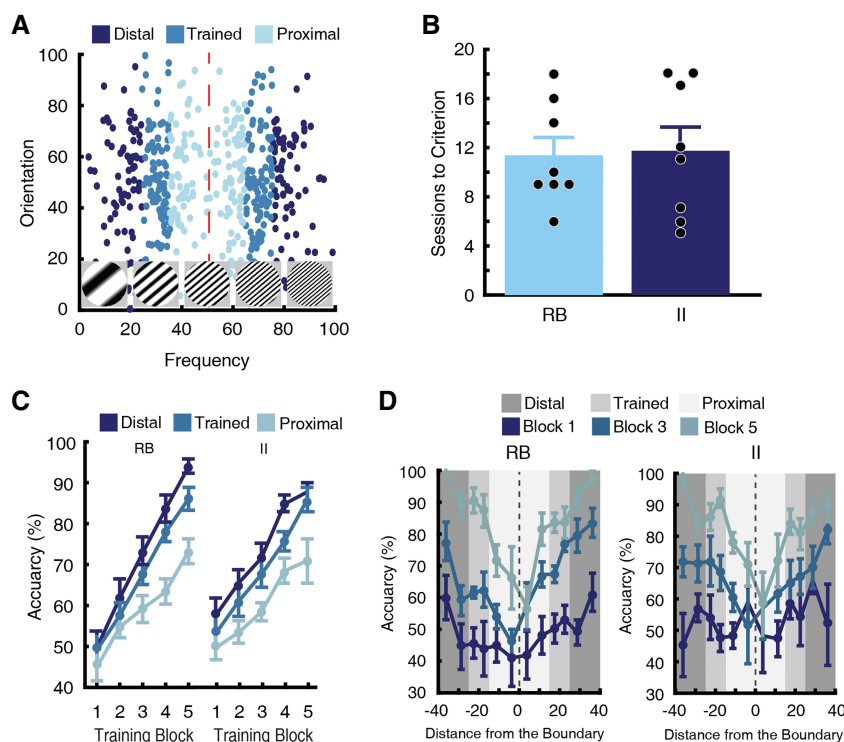 A
Distal Trained Proximal
Orientation
100
80
60
40
20
0
0 20 40 60 80 100
Frequency
B
Sessions to Criterion
20
16
12
8
4
0
RB II
C
Distal Trained Proximal
RB II
Accuarcy (%)
100
90
80
70
60
50
40
1 2 3 4 5 1 2 3 4 5
Training Block Training Block
D
Distal Trained Proximal
Block 1 Block 3 Block 5
RB II
Accuarcy (%)
100
90
80
70
60
50
40
30
-40 -20 0 20 40
Distance from the Boundary
Accuarcy (%)
100
90
80
70
60
50
40
30
-40 -20 0 20 40
Distance from the Boundary